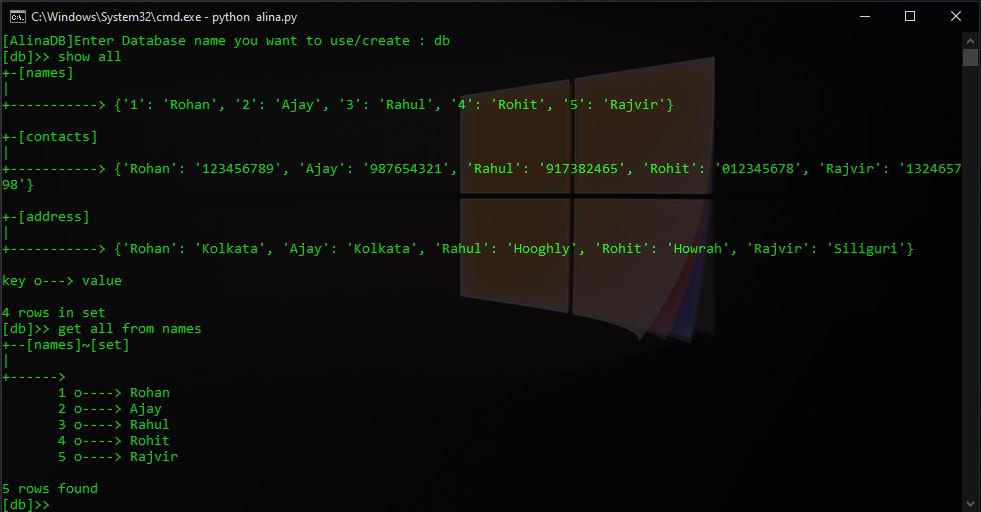 C:\Windows\System32\cmd.exe - python  alina.py
[AlinaDB]Enter Database name you want to use/create : db
[db]>> show all
+-[names]
|
+-----------> {'1': 'Rohan', '2': 'Ajay', '3': 'Rahul', '4': 'Rohit', '5': 'Rajvir'}
+-[contacts]
|
+-----------> {'Rohan': '123456789', 'Ajay': '987654321', 'Rahul': '917382465', 'Rohit': '012345678', 'Rajvir': '1324657
98'}
+-[address]
|
+-----------> {'Rohan': 'Kolkata', 'Ajay': 'Kolkata', 'Rahul': 'Hooghly', 'Rohit': 'Howrah', 'Rajvir': 'Siliguri'}
key o---> value
4 rows in set
[db]>> get all from names
+--[names]~[set]
|
+------>
       1 o----> Rohan
       2 o----> Ajay
       3 o----> Rahul
       4 o----> Rohit
       5 o----> Rajvir
5 rows found
[db]>>